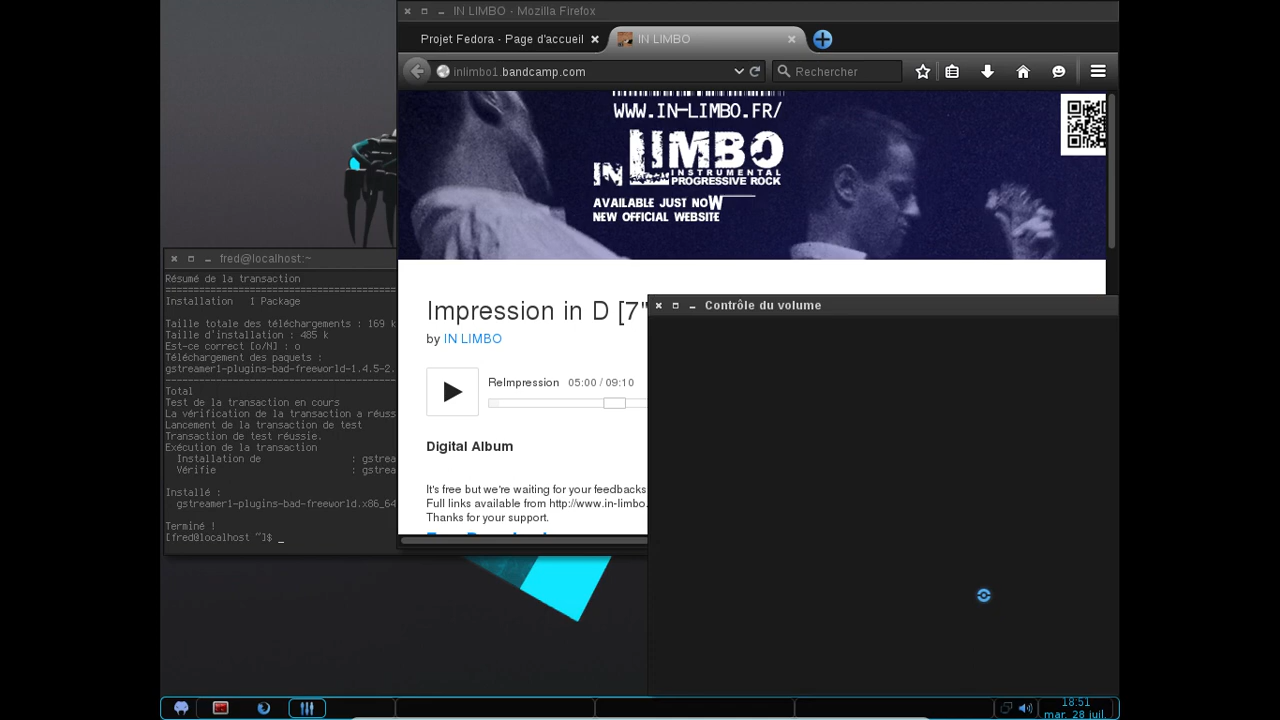 IN LIMBO - Mozilla Firefox
Projet Fedora - Page d'accueil
IN LIMBO
inlimbo1.bandcamp.com
Rechercher
WWW.IN-LIMBO.FR/
IN LIMBO
INSTRUMENTAL
PROGRESSIVE ROCK
AVAILABLE JUST NOW
NEW OFFICIAL WEBSITE
fred@localhost:~
Résumé de la transaction
Installation 1 Package
Taille totale des téléchargements : 169 k
Taille d'installation : 485 k
Est-ce correct [o/N] : o
Téléchargement des paquets :
gstreamer1-plugins-bad-freeworld-1.4.5-2.
Total
Test de la transaction en cours
La vérification de la transaction a réuss
Lancement de la transaction de test
Transaction de test réussie.
Exécution de la transaction
Installation de : gstrea
Vérifie : gstrea
Installé :
gstreamer1-plugins-bad-freeworld.x86_64
Terminé !
[fred@localhost ~]$ _
Impression in D [7"
by IN LIMBO
ReImpression 05:00 / 09:10
Digital Album
It's free but we're waiting for your feedbacks
Full links available from http://www.in-limbo.
Thanks for your support.
Contrôle du volume
18:51
mar. 28 juil.